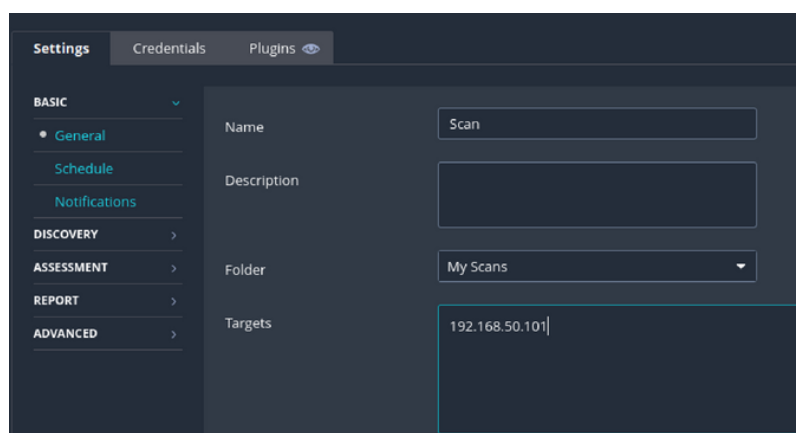 Settings Credentials Plugins
BASIC
General
Schedule
Notifications
DISCOVERY
ASSESSMENT
REPORT
ADVANCED
Name Scan
Description
Folder My Scans
Targets 192.168.50.101